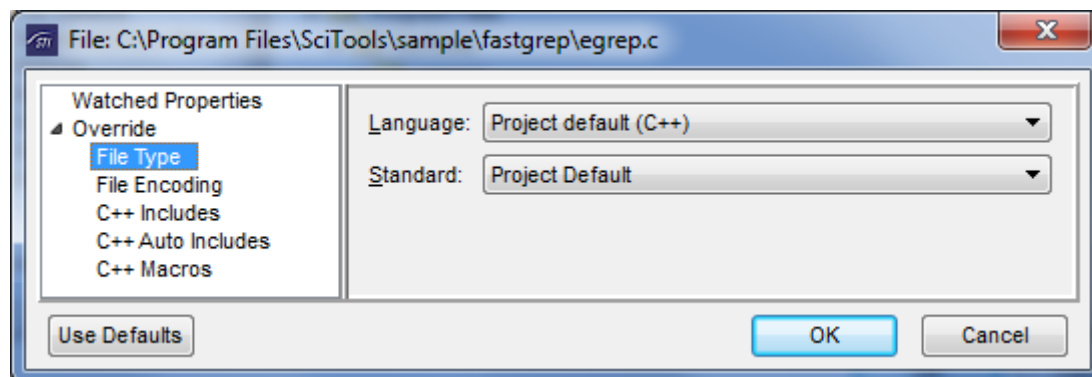 File: C:\Program Files\SciTools\sample\fastgrep\egrep.c
Watched Properties
Override
File Type
File Encoding
C++ Includes
C++ Auto Includes
C++ Macros
Language: Project default (C++)
Standard: Project Default
Use Defaults
OK
Cancel